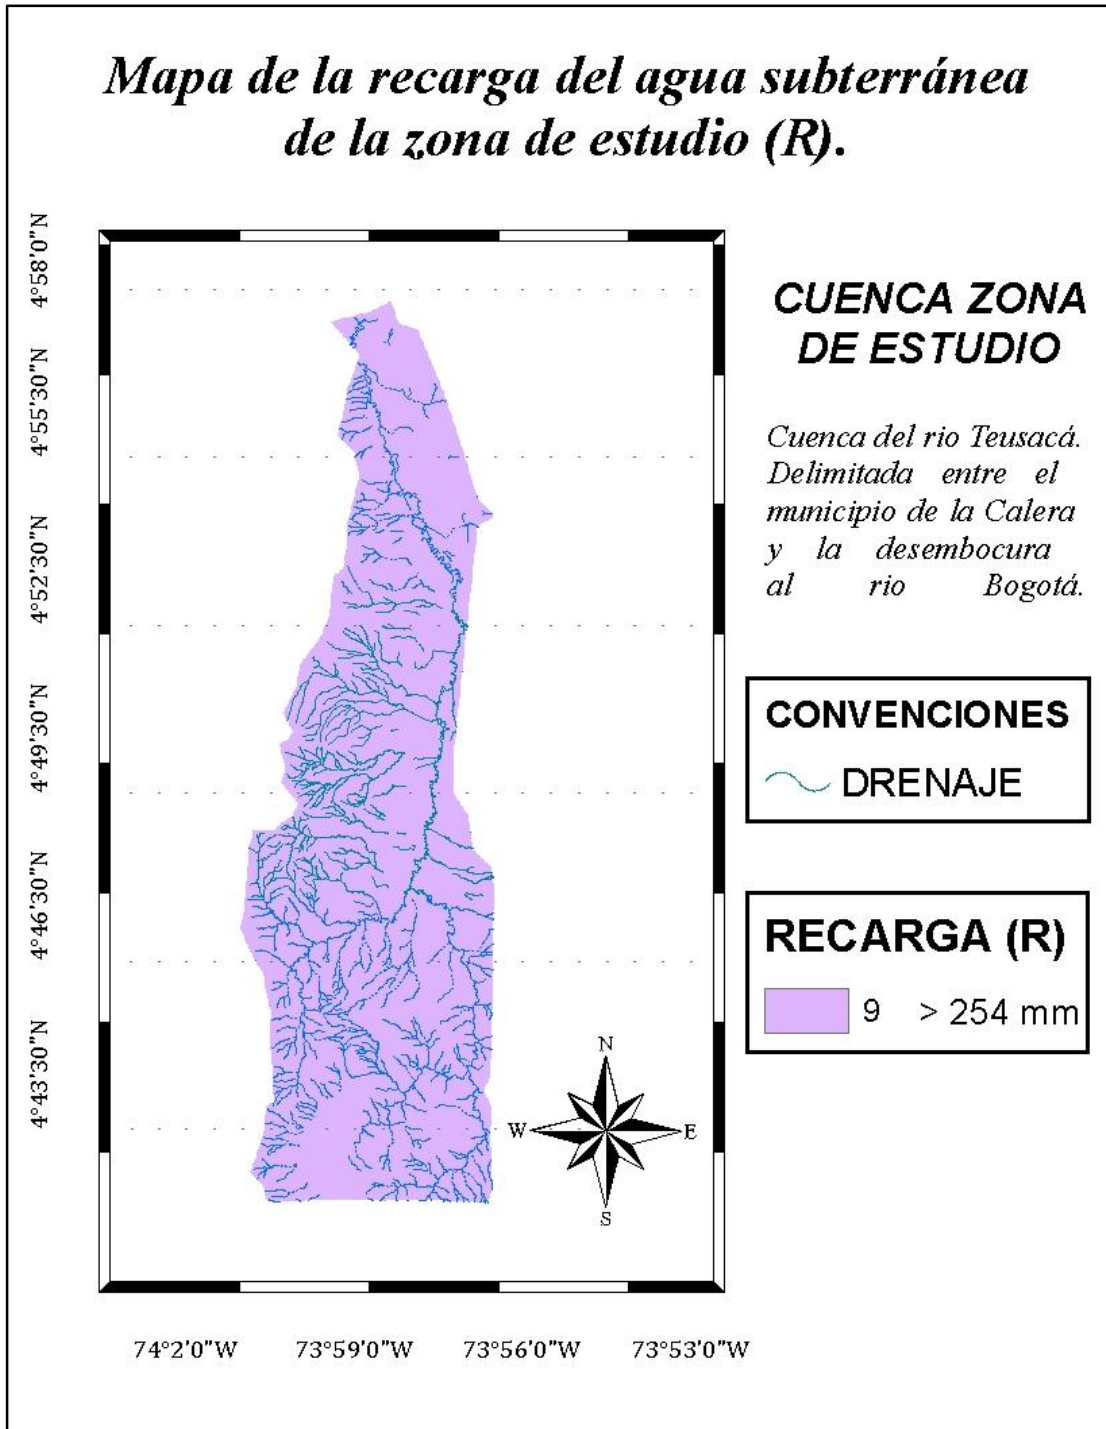 Mapa de la recarga del agua subterránea
de la zona de estudio (R).
4°58'0"N
4°55'30"N
4°52'30"N
4°49'30"N
4°46'30"N
4°43'30"N
CUENCA ZONA
DE ESTUDIO
Cuenca del rio Teusacá.
Delimitada entre el
municipio de la Calera
y la desembocura
al rio Bogotá.
CONVENCIONES
DRENAJE
RECARGA (R)
9 > 254 mm
N
W E
S
74°2'0"W 73°59'0"W 73°56'0"W 73°53'0"W